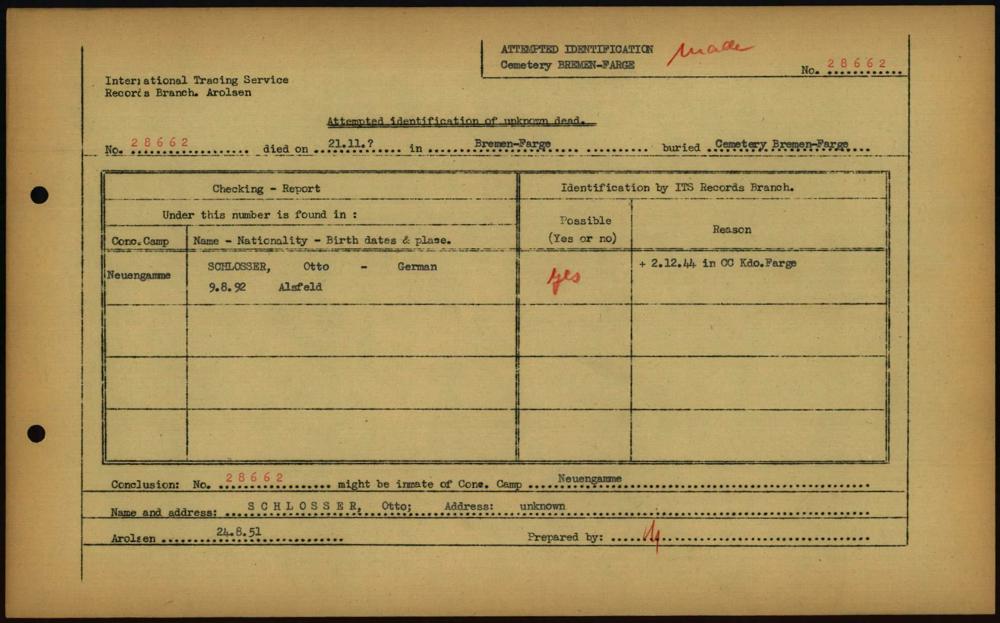 ATTEMPTED IDENTIFICATION made
Cemetery BREMEN-FARGE
No. 28662
International Tracing Service
Records Branch. Arolsen
Attempted identification of unknown dead.
No. 28662 died on 21.11.? in Bremen-Farge buried Cemetery Bremen-Farge
Checking - Report
Identification by ITS Records Branch.
Under this number is found in :
Possible
(Yes or no)
Reason
Conc.Camp Name - Nationality - Birth dates & place.
Neuengamme SCHLOSSER, Otto - German yes + 2.12.44 in CC Kdo.Farge
9.8.92 Alsfeld
Conclusion: No. 28662 might be inmate of Conc. Camp Neuengamme
Name and address: SCHLOSSER, Otto; Address: unknown
Arolsen 24.8.51 Prepared by: